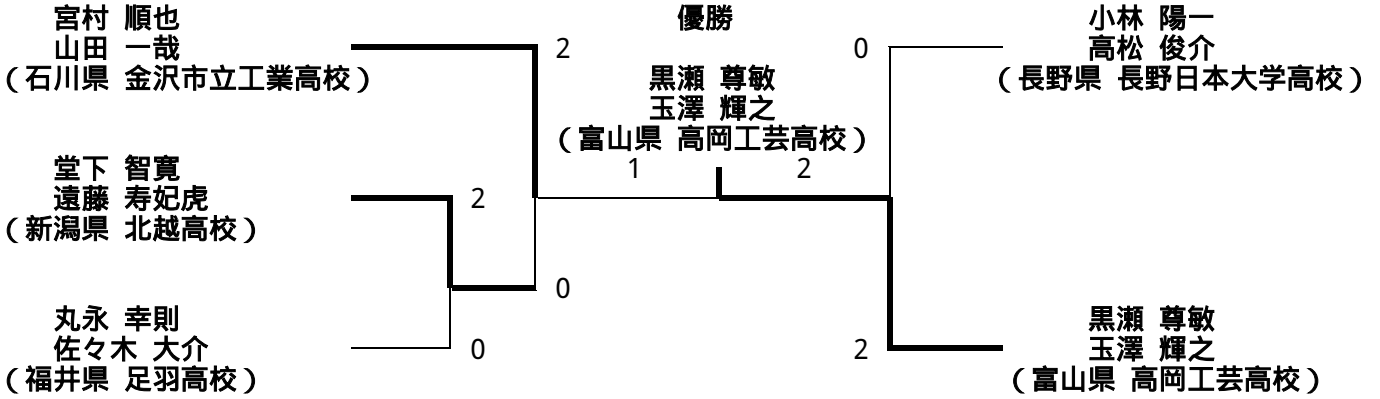 宮村 順也
山田 一哉
(石川県 金沢市立工業高校)
2
堂下 智寛
遠藤 寿妃虎
(新潟県 北越高校)
2
0
丸永 幸則
佐々木 大介
(福井県 足羽高校)
0
優勝
黒瀬 尊敏
玉澤 輝之
(富山県 高岡工芸高校)
1 2
0
小林 陽一
高松 俊介
(長野県 長野日本大学高校)
2
黒瀬 尊敏
玉澤 輝之
(富山県 高岡工芸高校)